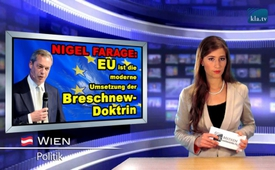 kla.tv
NIGEL FARAGE:
EU ist die
moderne
Umsetzung der
Breschnew-
Doktrin
WIEN
Politik